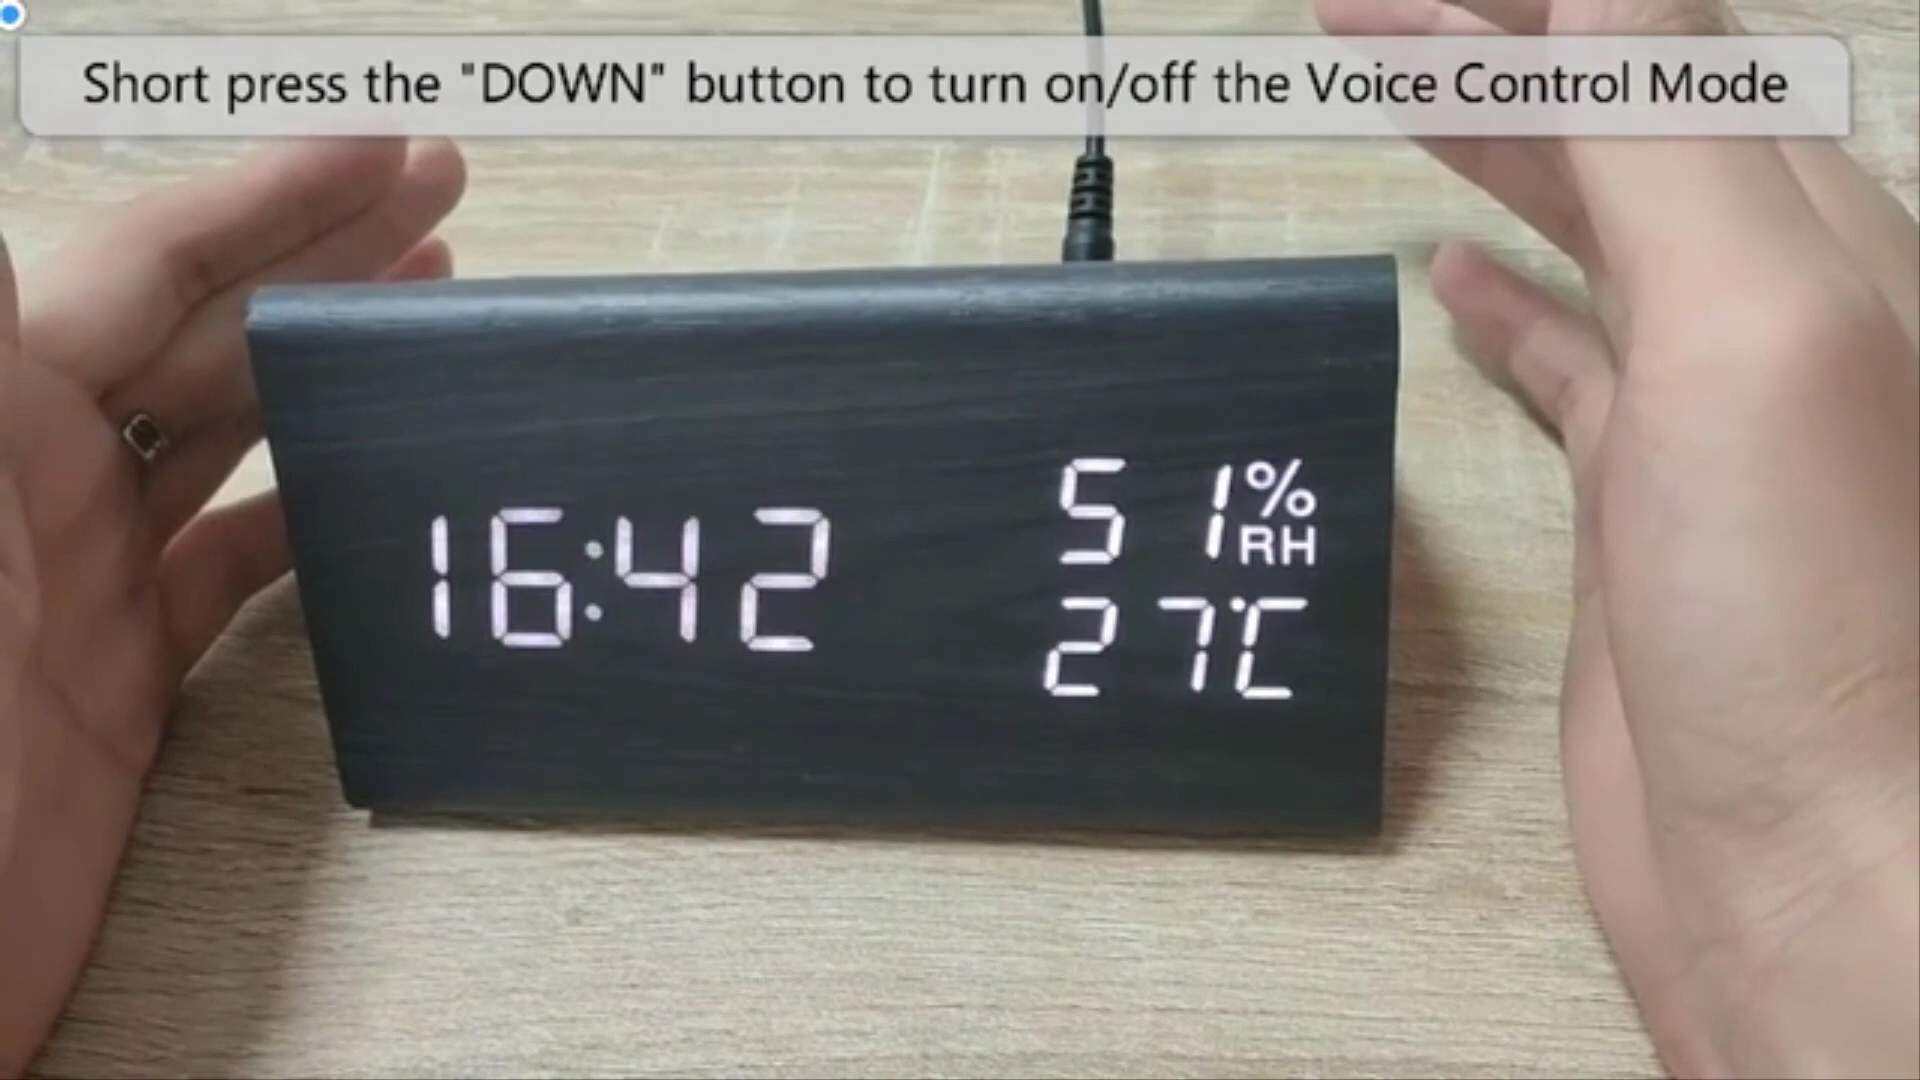 Short press the "DOWN" button to turn on/off the Voice Control Mode
16:42
51%RH
27°C